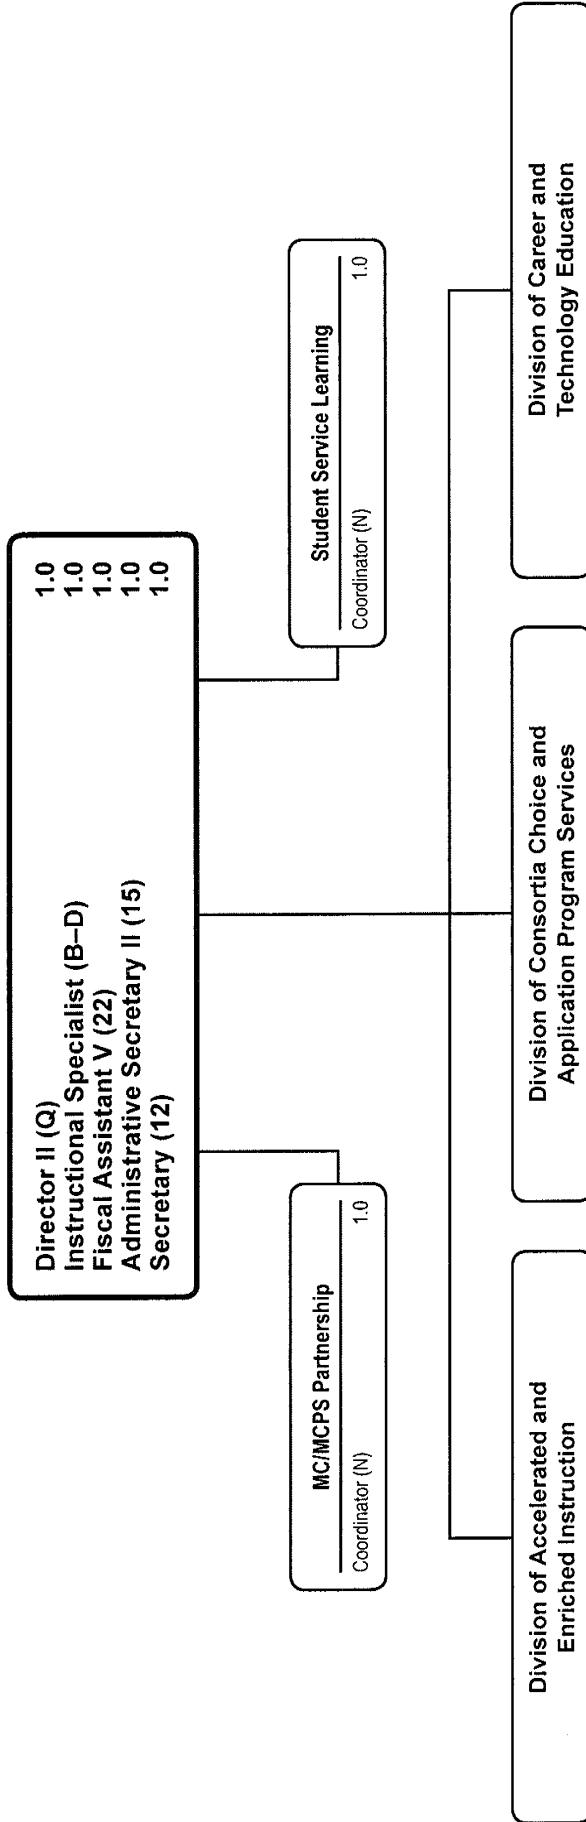 Director II (Q) 1.0
Instructional Specialist (B–D) 1.0
Fiscal Assistant V (22) 1.0
Administrative Secretary II (15) 1.0
Secretary (12) 1.0
MC/MCPS Partnership
Coordinator (N) 1.0
Student Service Learning
Coordinator (N) 1.0
Division of Accelerated and
Enriched Instruction
Division of Consortia Choice and
Application Program Services
Division of Career and
Technology Education